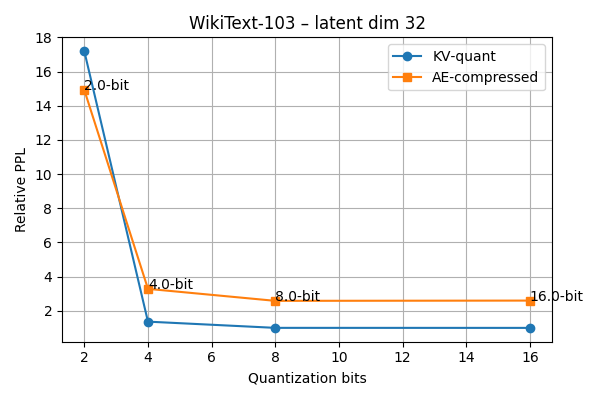 WikiText-103 – latent dim 32
18
KV-quant
AE-compressed
16
2.0-bit
14
12
10
8
6
4
4.0-bit
8.0-bit
16.0-bit
2
Relative PPL
2 4 6 8 10 12 14 16
Quantization bits